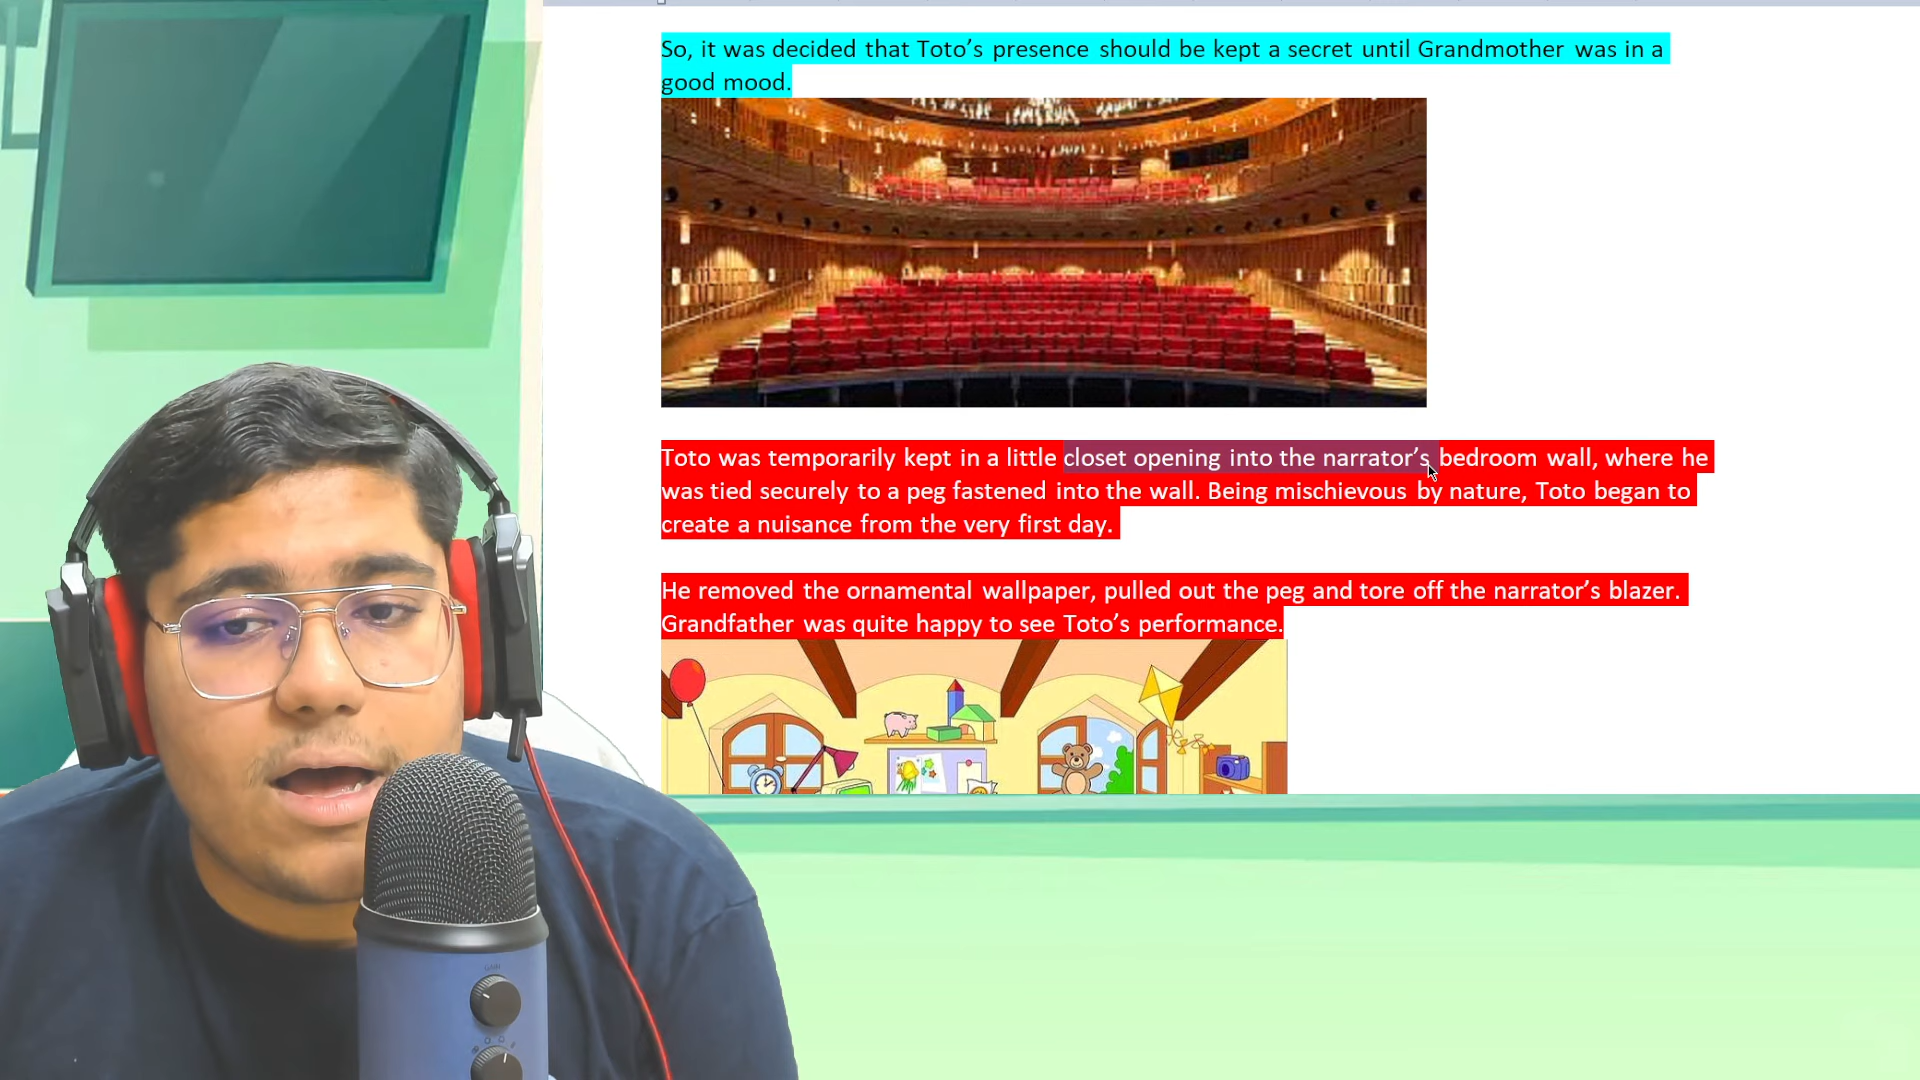 So, it was decided that Toto’s presence should be kept a secret until Grandmother was in a
good mood.
Toto was temporarily kept in a little closet opening into the narrator’s bedroom wall, where he
was tied securely to a peg fastened into the wall. Being mischievous by nature, Toto began to
create a nuisance from the very first day.
He removed the ornamental wallpaper, pulled out the peg and tore off the narrator’s blazer.
Grandfather was quite happy to see Toto’s performance.
GAIN